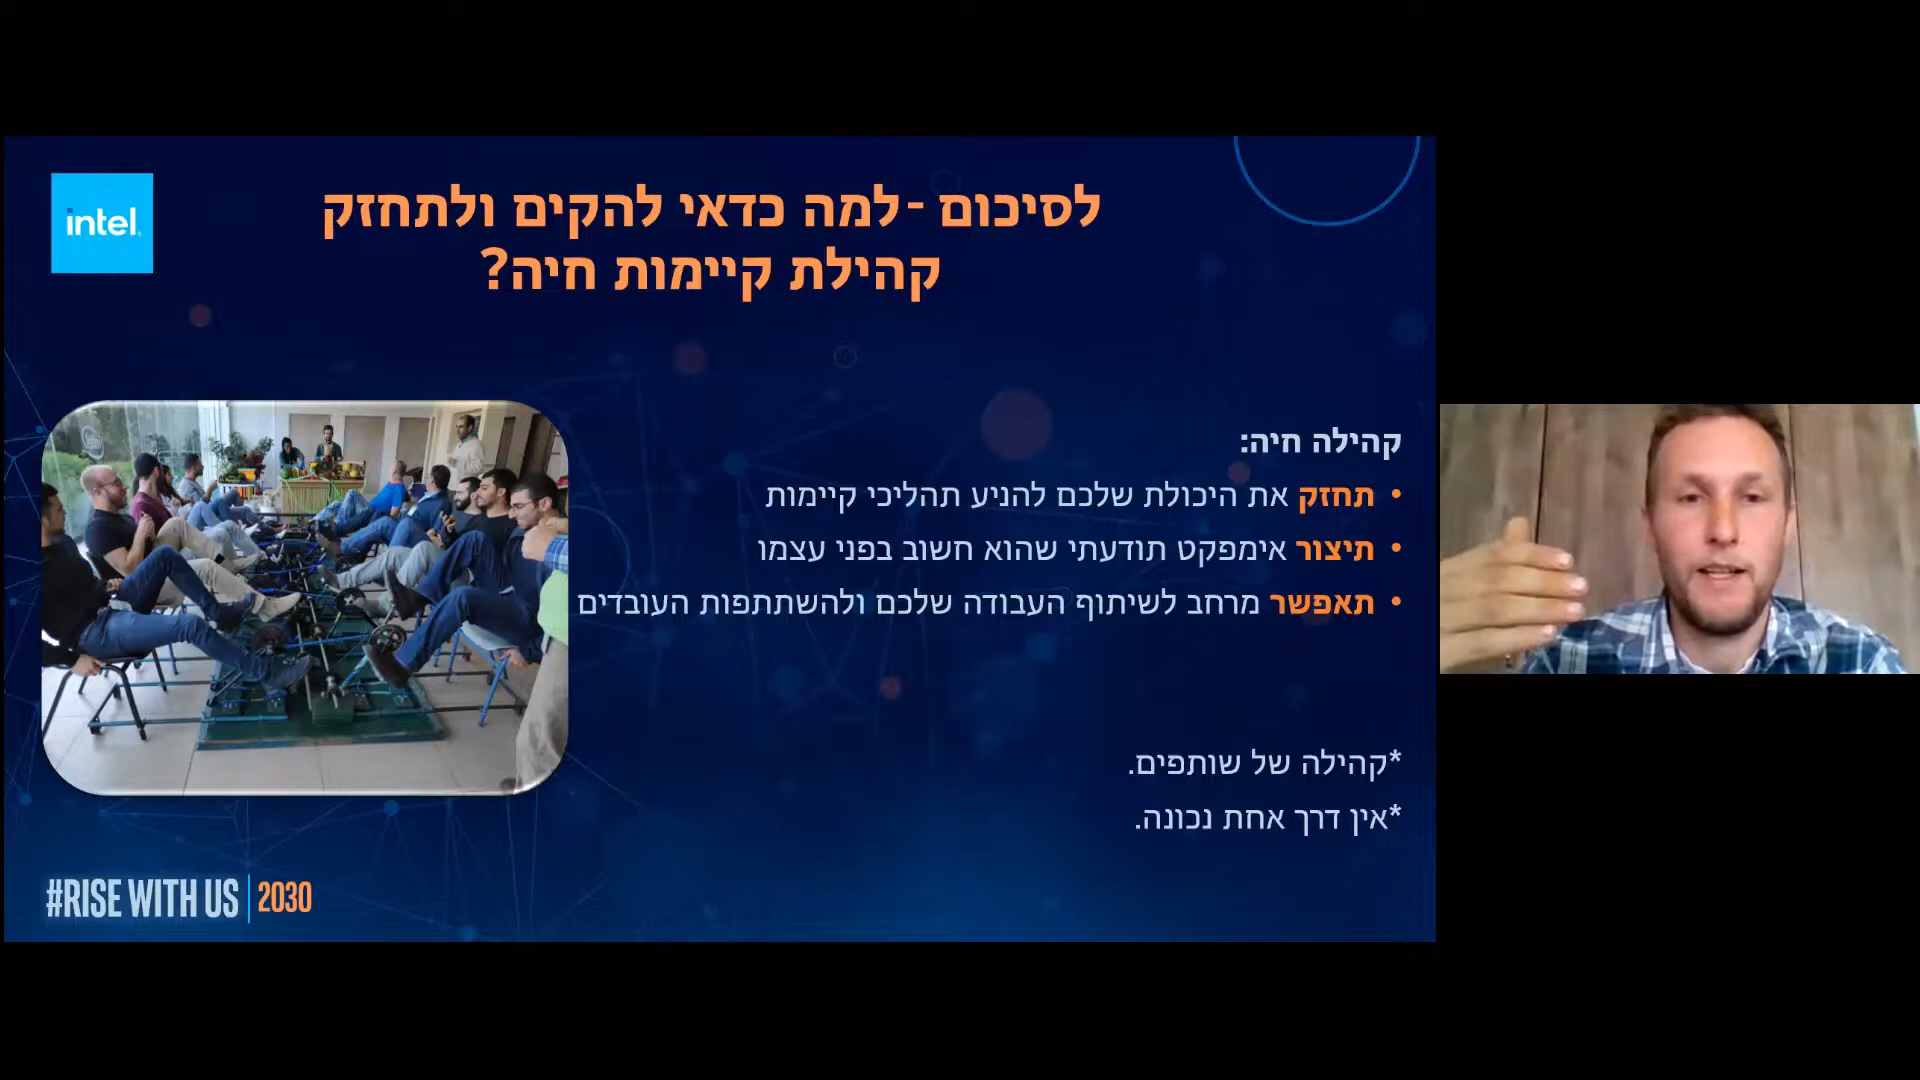 intel.
לסיכום - למה כדאי להקים ולתחזק
קהילת קיימות חיה?
קהילה חיה:
• תחזק את היכולת שלכם להניע תהליכי קיימות
• תיצור אימפקט תודעתי שהוא חשוב בפני עצמו
• תאפשר מרחב לשיתוף העבודה שלכם ולהשתתפות העובדים
*קהילה של שותפים.
*אין דרך אחת נכונה.
#RISE WITH US | 2030